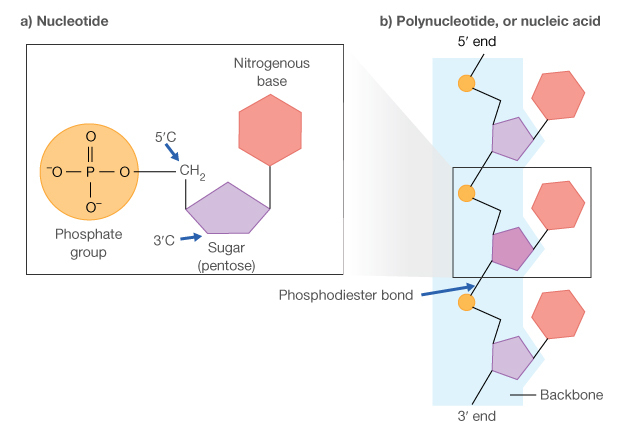 a) Nucleotide
Nitrogenous
base
5′C
O
⁻O
P
O
CH₂
O⁻
3′C
Phosphate
group
Sugar
(pentose)
b) Polynucleotide, or nucleic acid
5′ end
Phosphodiester bond
Backbone
3′ end